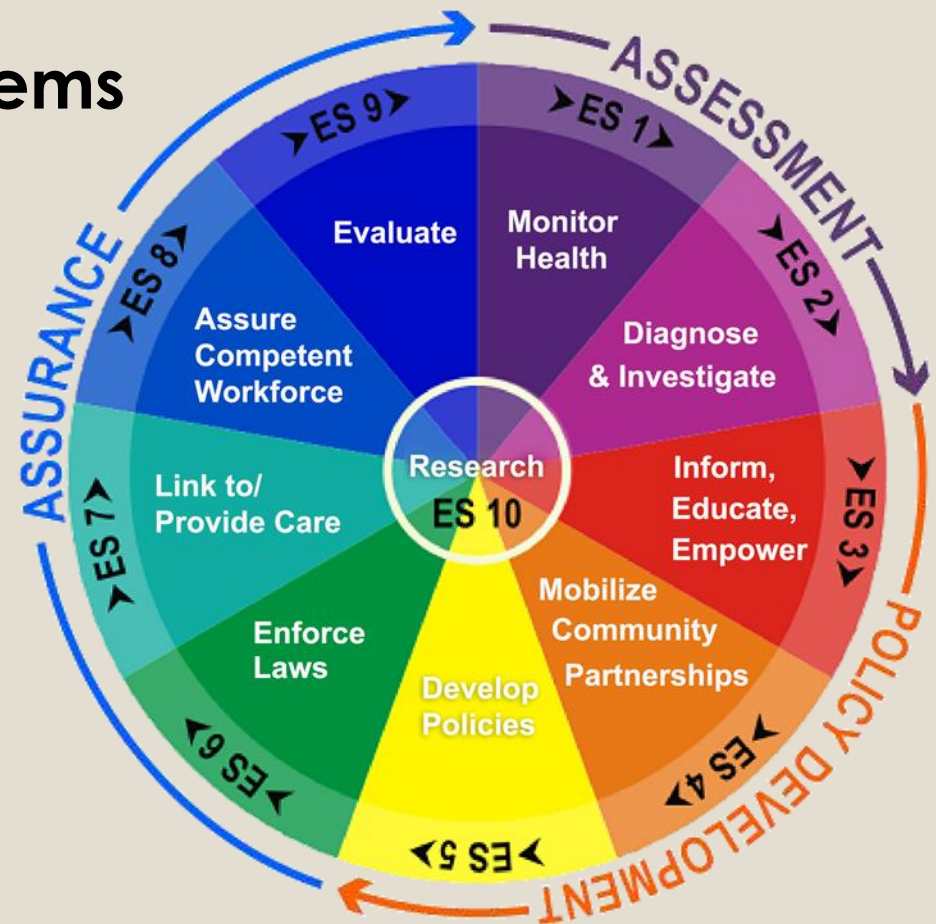 ems
ASSESSMENT
POLICY DEVELOPMENT
ASSURANCE
➤ES 1➤
Monitor
Health
➤ES 2➤
Diagnose
& Investigate
➤ES 3➤
Inform,
Educate,
Empower
➤ES 4➤
Mobilize
Community
Partnerships
➤ES 5➤
Develop
Policies
➤ES 6➤
Enforce
Laws
➤ES 7➤
Link to/
Provide Care
➤ES 8➤
Assure
Competent
Workforce
➤ES 9➤
Evaluate
Research
ES 10